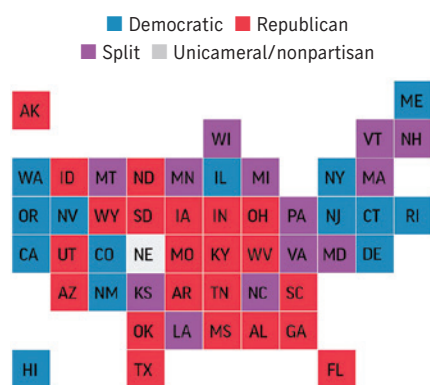 Democratic Republican
Split Unicameral/nonpartisan
ME
AK
WI VT NH
WA ID MT ND MN IL MI NY MA
OR NV WY SD IA IN OH PA NJ CT RI
CA UT CO NE MO KY WV VA MD DE
AZ NM KS AR TN NC SC
OK LA MS AL GA
HI TX FL